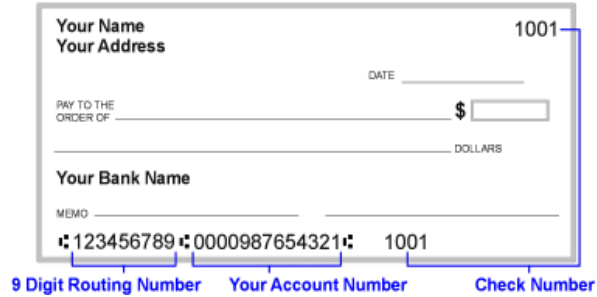 Your Name 1001
Your Address
DATE
PAY TO THE
ORDER OF $
DOLLARS
Your Bank Name
MEMO
⑆123456789⑆0000987654321⑆ 1001
9 Digit Routing Number Your Account Number Check Number